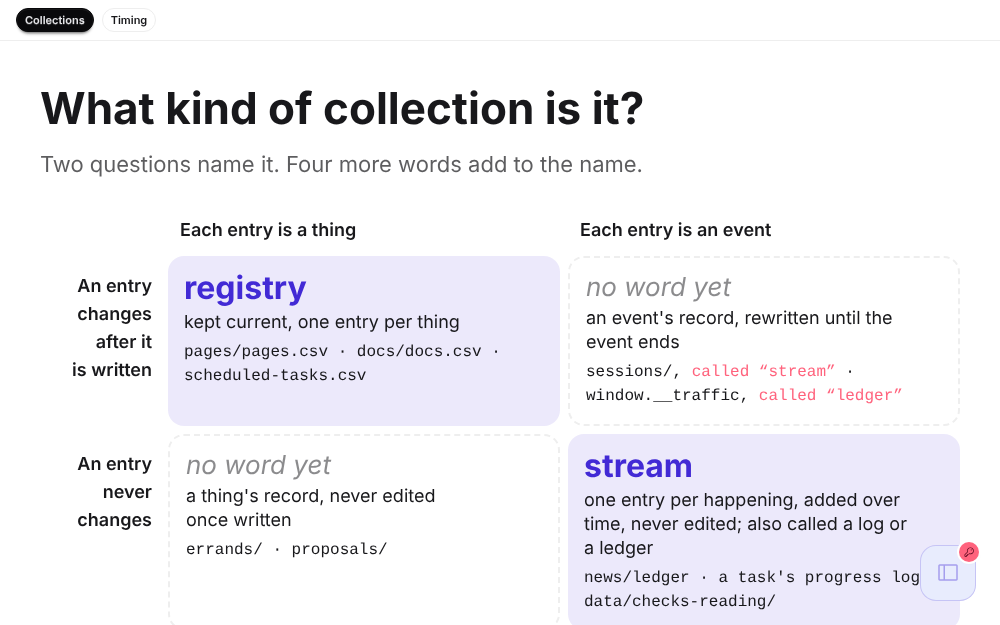 Collections
Timing
What kind of collection is it?
Two questions name it. Four more words add to the name.
Each entry is a thing
Each entry is an event
An entry
changes
after it
is written
registry
kept current, one entry per thing
pages/pages.csv · docs/docs.csv ·
scheduled-tasks.csv
no word yet
an event's record, rewritten until the
event ends
sessions/, called “stream” ·
window.__traffic, called “ledger”
An entry
never
changes
no word yet
a thing's record, never edited
once written
errands/ · proposals/
stream
one entry per happening, added over
time, never edited; also called a log or
a ledger
news/ledger · a task's progress log
data/checks-reading/